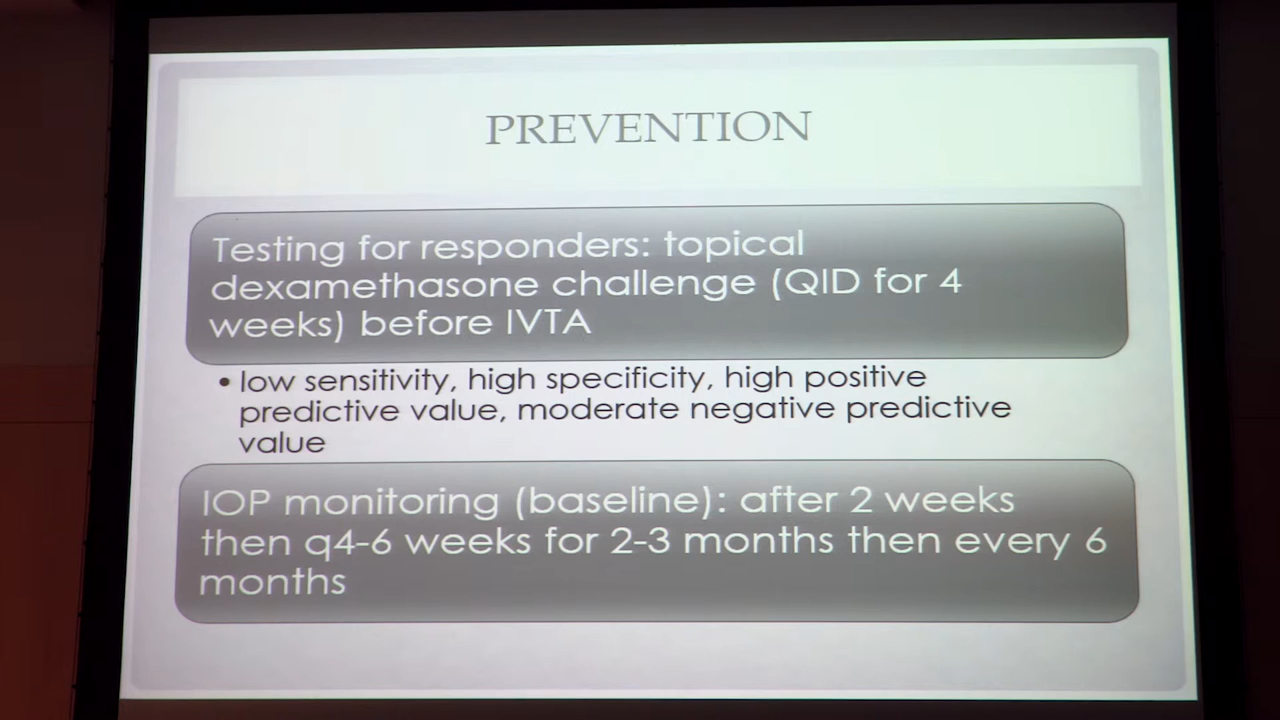 PREVENTION
Testing for responders: topical
dexamethasone challenge (QID for 4
weeks) before IVTA
• low sensitivity, high specificity, high positive
predictive value, moderate negative predictive
value
IOP monitoring (baseline): after 2 weeks
then q4-6 weeks for 2-3 months then every 6
months